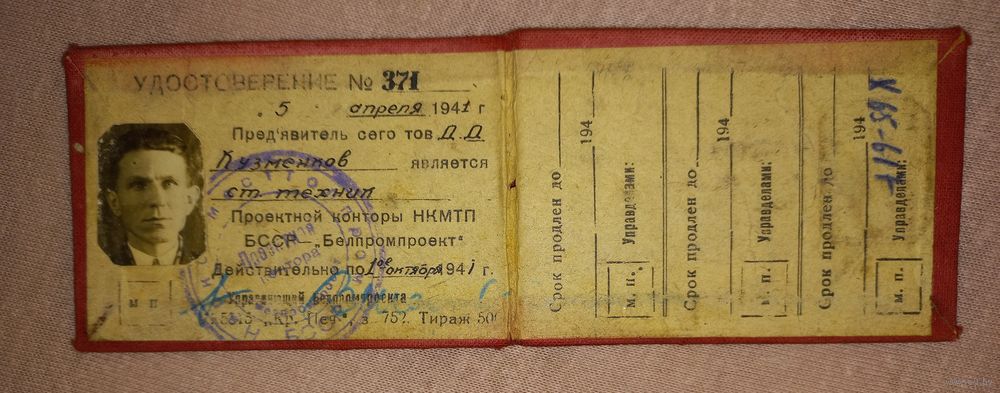 УДОСТОВЕРЕНИЕ № 371
5 апреля 1941 г
Пред'явитель сего тов Д.Д
Кузменков является
ст. техник
Проектной конторы НКМТП
БССР — „Белпромпроект"
Действительно по 1ое октября 1941 г.
Управляющий Белпромпроекта
М П
Тираж 500
Срок продлен до 194
М. П. Управделами:
Срок продлен до 194
М. П. Управделами:
Срок продлен до 194
М. П. Управделами: